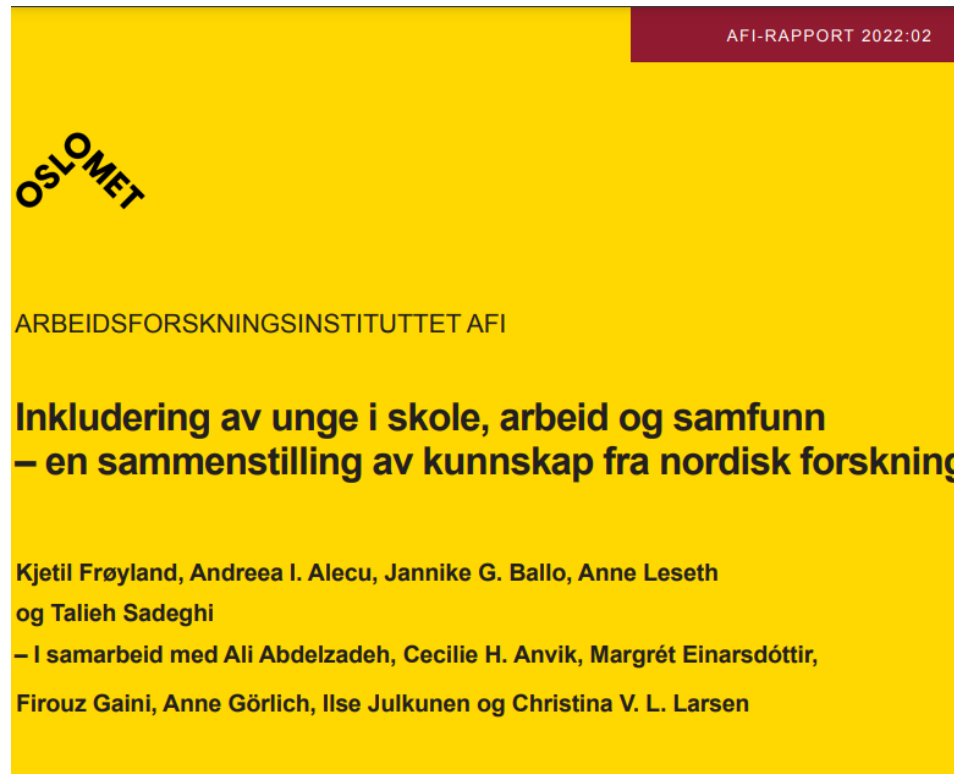 AFI-RAPPORT 2022:02
OSLOMET
ARBEIDSFORSKNINGSINSTITUTTET AFI
Inkludering av unge i skole, arbeid og samfunn
– en sammenstilling av kunnskap fra nordisk forskning
Kjetil Frøyland, Andreea I. Alecu, Jannike G. Ballo, Anne Leseth
og Talieh Sadeghi
– I samarbeid med Ali Abdelzadeh, Cecilie H. Anvik, Margrét Einarsdóttir,
Firouz Gaini, Anne Görlich, Ilse Julkunen og Christina V. L. Larsen